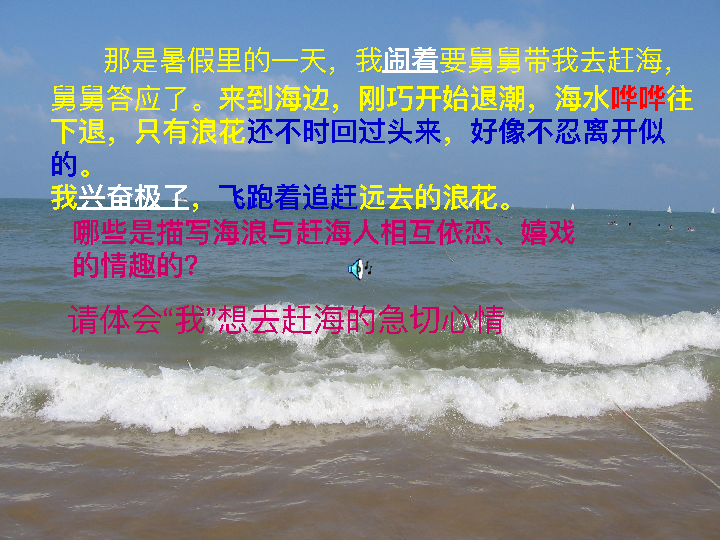 那是暑假里的一天，我闹着要舅舅带我去赶海，
舅舅答应了。来到海边，刚巧开始退潮，海水哗哗往
下退，只有浪花还不时回过头来，好像不忍离开似
的。
我兴奋极了，飞跑着追赶远去的浪花。
哪些是描写海浪与赶海人相互依恋、嬉戏
的情趣的？
请体会“我”想去赶海的急切心情